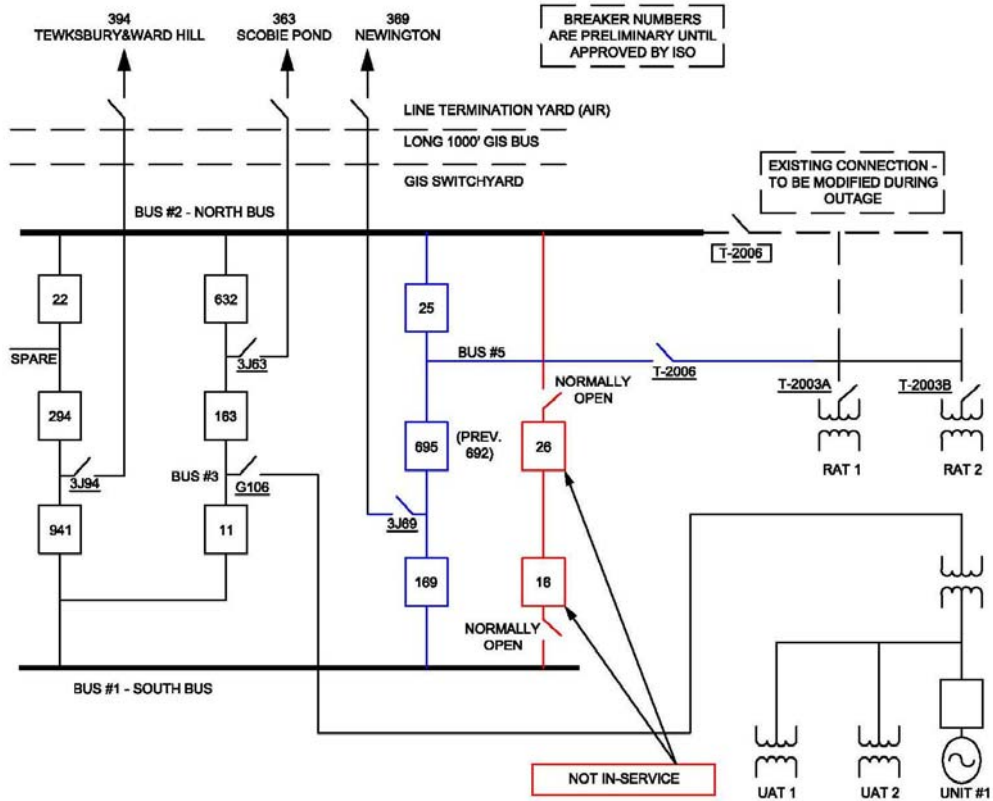 394
TEWKSBURY&WARD HILL
363
SCOBIE POND
369
NEWINGTON
BREAKER NUMBERS
ARE PRELIMINARY UNTIL
APPROVED BY ISO
LINE TERMINATION YARD (AIR)
LONG 1000' GIS BUS
GIS SWITCHYARD
EXISTING CONNECTION -
TO BE MODIFIED DURING
OUTAGE
BUS #2 - NORTH BUS
T-2006
22
632
25
SPARE
3J63
BUS #5
T-2006
NORMALLY
OPEN
T-2003A
T-2003B
294
163
695
(PREV.
692)
26
RAT 1
RAT 2
3J94
BUS #3
G106
941
11
3J69
169
16
NORMALLY
OPEN
BUS #1 - SOUTH BUS
NOT IN-SERVICE
UAT 1
UAT 2
UNIT #1